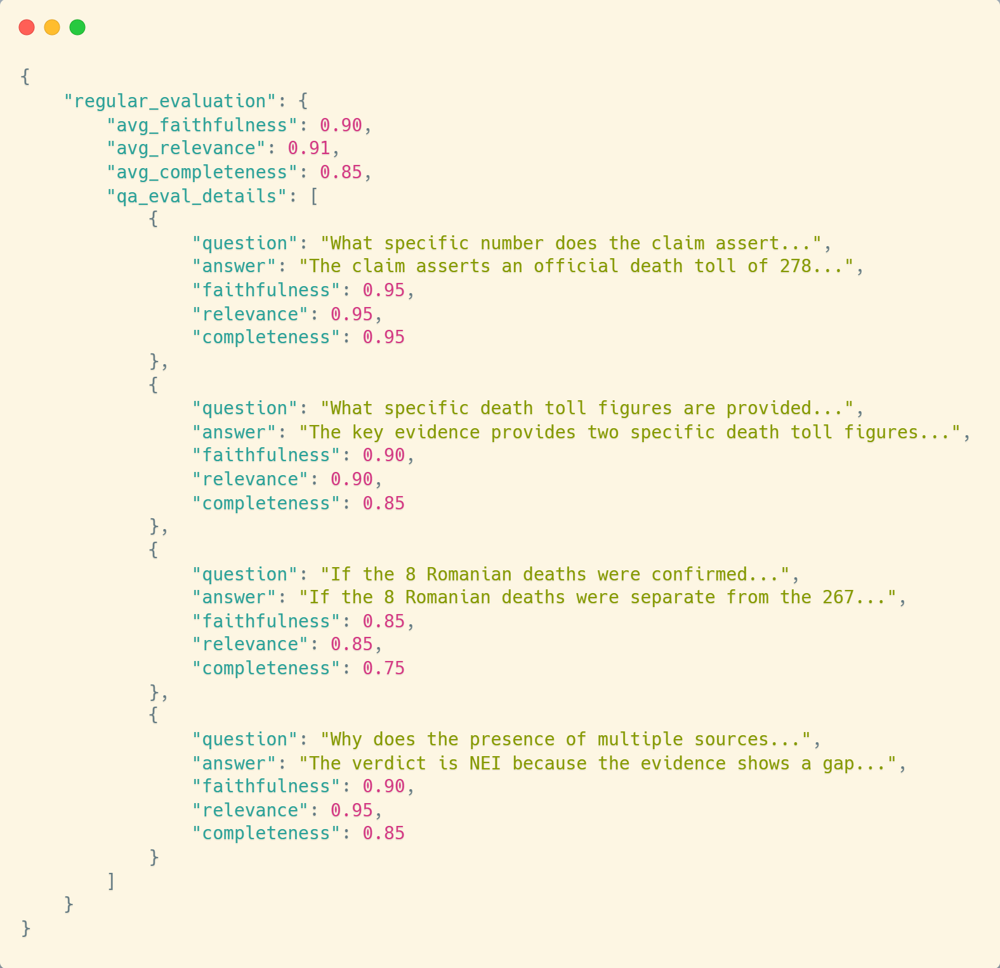 {
    "regular_evaluation": {
        "avg_faithfulness": 0.90,
        "avg_relevance": 0.91,
        "avg_completeness": 0.85,
        "qa_eval_details": [
            {
                "question": "What specific number does the claim assert...",
                "answer": "The claim asserts an official death toll of 278...",
                "faithfulness": 0.95,
                "relevance": 0.95,
                "completeness": 0.95
            },
            {
                "question": "What specific death toll figures are provided...",
                "answer": "The key evidence provides two specific death toll figures...",
                "faithfulness": 0.90,
                "relevance": 0.90,
                "completeness": 0.85
            },
            {
                "question": "If the 8 Romanian deaths were confirmed...",
                "answer": "If the 8 Romanian deaths were separate from the 267...",
                "faithfulness": 0.85,
                "relevance": 0.85,
                "completeness": 0.75
            },
            {
                "question": "Why does the presence of multiple sources...",
                "answer": "The verdict is NEI because the evidence shows a gap...",
                "faithfulness": 0.90,
                "relevance": 0.95,
                "completeness": 0.85
            }
        ]
    }
}